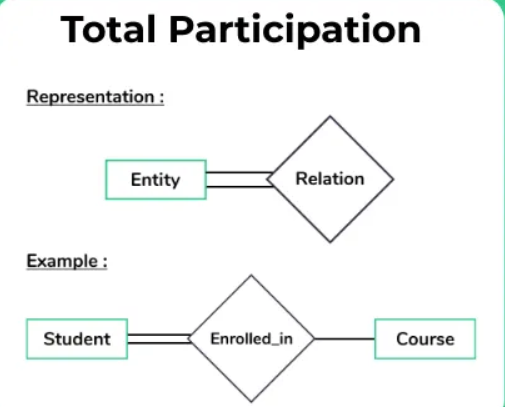 Total Participation
Representation :
Entity
Relation
Example :
Student
Enrolled_in
Course